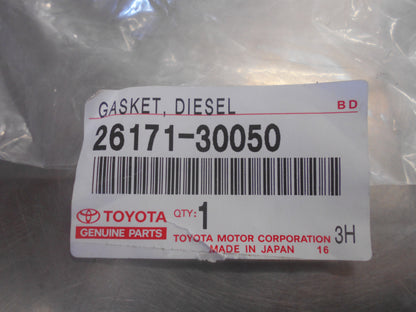 GASKET, DIESEL BD
26171-30050
TOYOTA QTY: 1
GENUINE PARTS TOYOTA MOTOR CORPORATION 3H
MADE IN JAPAN 16